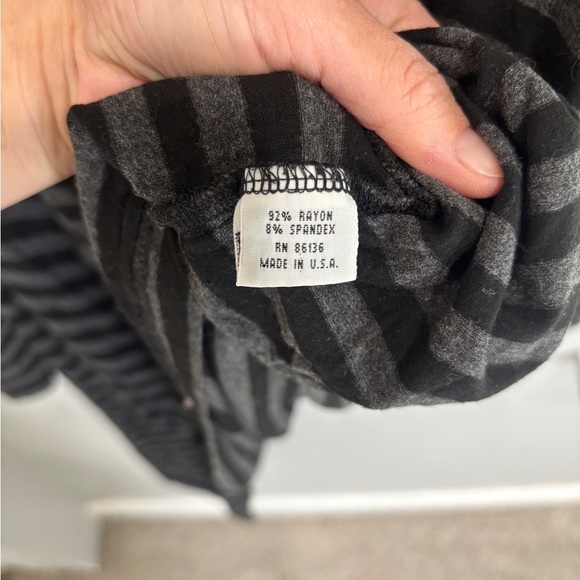 92% RAYON
8% SPANDEX
RN 86136
MADE IN U.S.A.